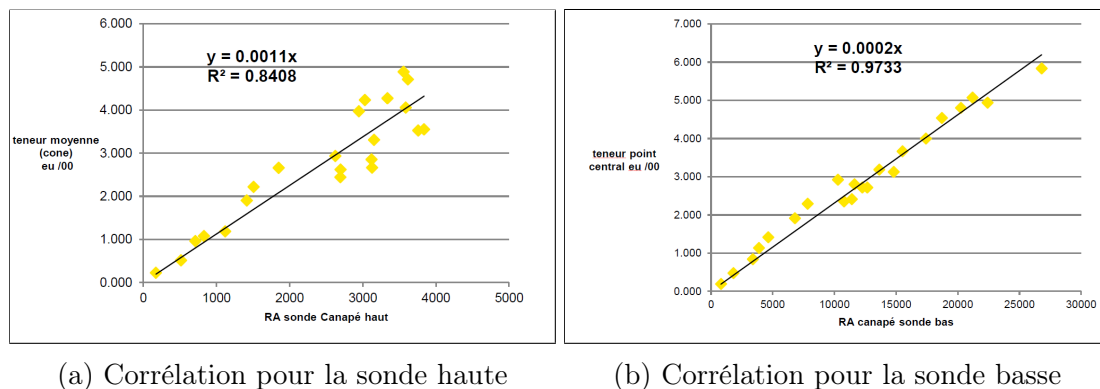 6.000
5.000
4.000
3.000
2.000
1.000
0.000
y = 0.0011x
R² = 0.8408
teneur moyenne
(cone)
eu /00
0
1000
2000
3000
4000
5000
RA sonde Canapé haut
(a) Corrélation pour la sonde haute
7.000
6.000
5.000
4.000
3.000
2.000
1.000
0.000
y = 0.0002x
R² = 0.9733
teneur point
central eu /00
0
5000
10000
15000
20000
25000
30000
RA canapé sonde bas
(b) Corrélation pour la sonde basse